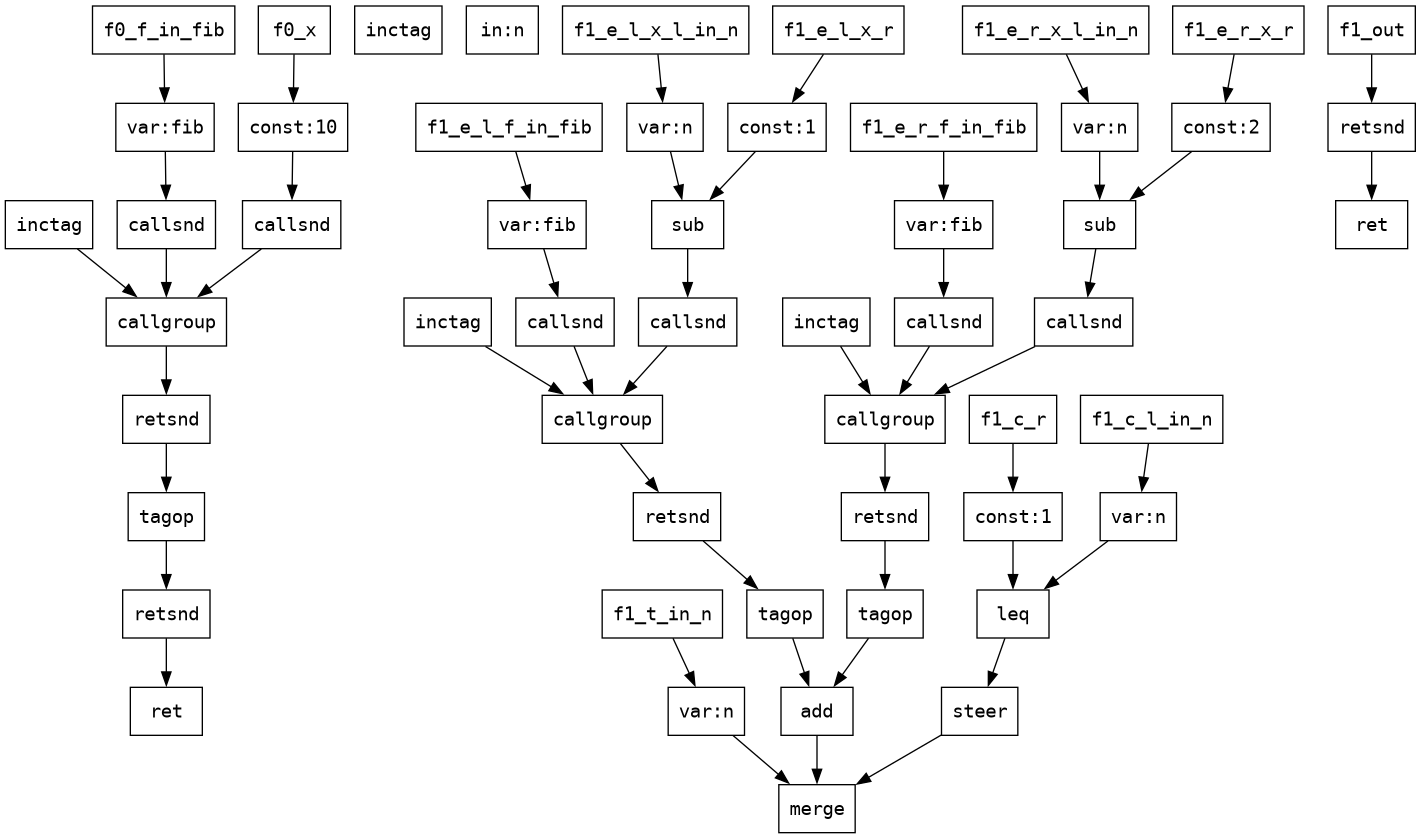 f0_f_in_fib
f0_x
inctag
in:n
f1_e_l_x_l_in_n
f1_e_l_x_r
f1_e_r_x_l_in_n
f1_e_r_x_r
f1_out
var:fib
const:10
f1_e_l_f_in_fib
var:n
const:1
f1_e_r_f_in_fib
var:n
const:2
retsnd
inctag
callsnd
callsnd
var:fib
sub
var:fib
sub
ret
callgroup
inctag
callsnd
callsnd
inctag
callsnd
callsnd
retsnd
callgroup
callgroup
f1_c_r
f1_c_l_in_n
tagop
retsnd
retsnd
const:1
var:n
retsnd
f1_t_in_n
tagop
tagop
leq
ret
var:n
add
steer
merge